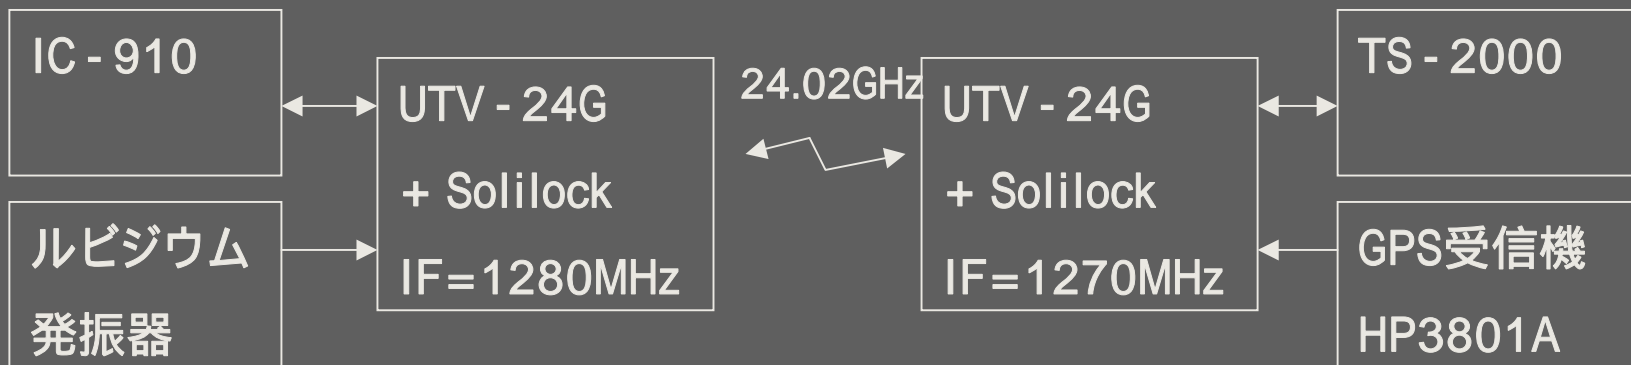 IC-910
UTV-24G
+ Solilock
IF=1280MHz
ルビジウム
発振器
24.02GHz
UTV-24G
+ Solilock
IF=1270MHz
TS-2000
GPS受信機
HP3801A